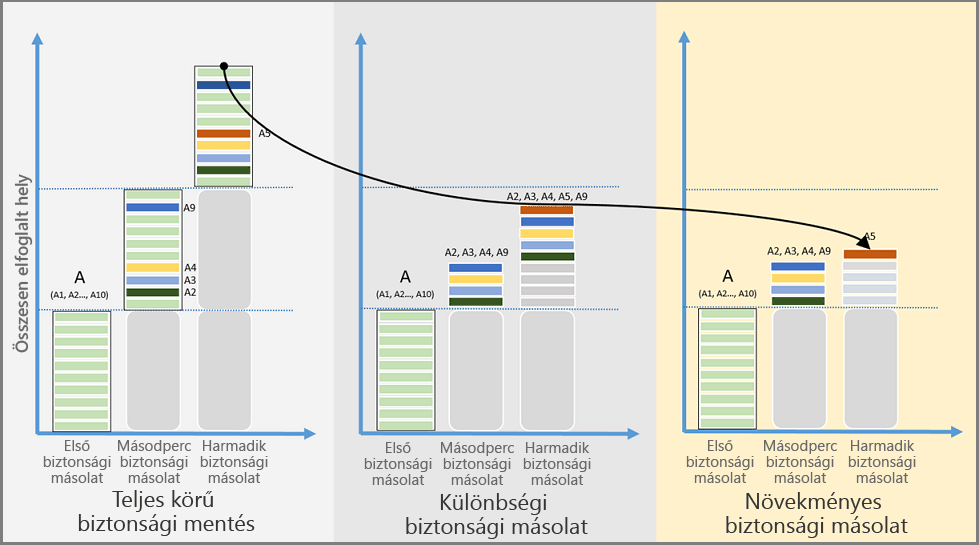 Összesen elfoglalt hely
A5
A9
A4
A3
A2
A
(A1, A2..., A10)
Első
biztonsági
másolat
Másodperc
biztonsági
másolat
Harmadik
biztonsági
másolat
Teljes körű
biztonsági mentés
A2, A3, A4, A5, A9
A2, A3, A4, A9
A
(A1, A2..., A10)
Első
biztonsági
másolat
Másodperc
biztonsági
másolat
Harmadik
biztonsági
másolat
Különbségi
biztonsági másolat
A5
A2, A3, A4, A9
A
(A1, A2..., A10)
Első
biztonsági
másolat
Másodperc
biztonsági
másolat
Harmadik
biztonsági
másolat
Növekményes
biztonsági másolat